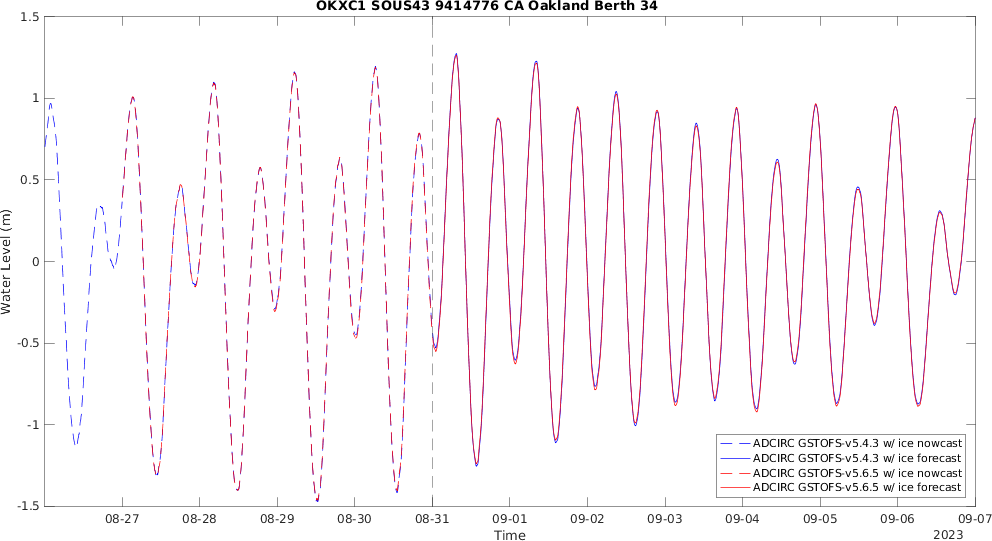 OKXC1 SOUS43 9414776 CA Oakland Berth 34
1.5
1
0.5
0
-0.5
-1
-1.5
Water Level (m)
08-27 08-28 08-29 08-30 08-31 09-01 09-02 09-03 09-04 09-05 09-06 09-07
Time
2023
ADCIRC GSTOFS-v5.4.3 w/ ice nowcast
ADCIRC GSTOFS-v5.4.3 w/ ice forecast
ADCIRC GSTOFS-v5.6.5 w/ ice nowcast
ADCIRC GSTOFS-v5.6.5 w/ ice forecast